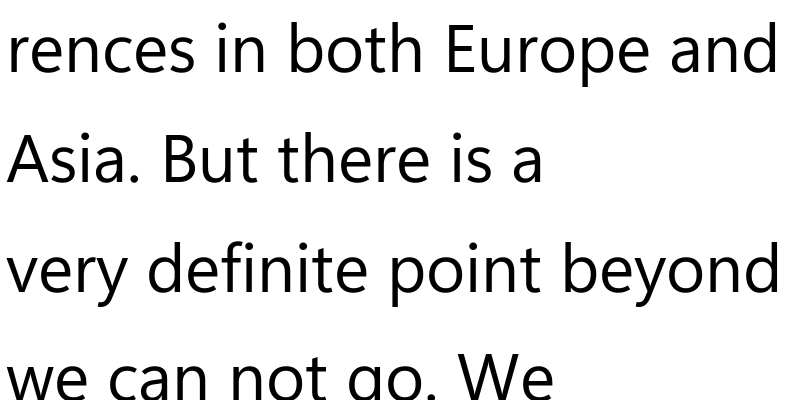 rences in both Europe and
Asia. But there is a
very definite point beyond
we can not go. We